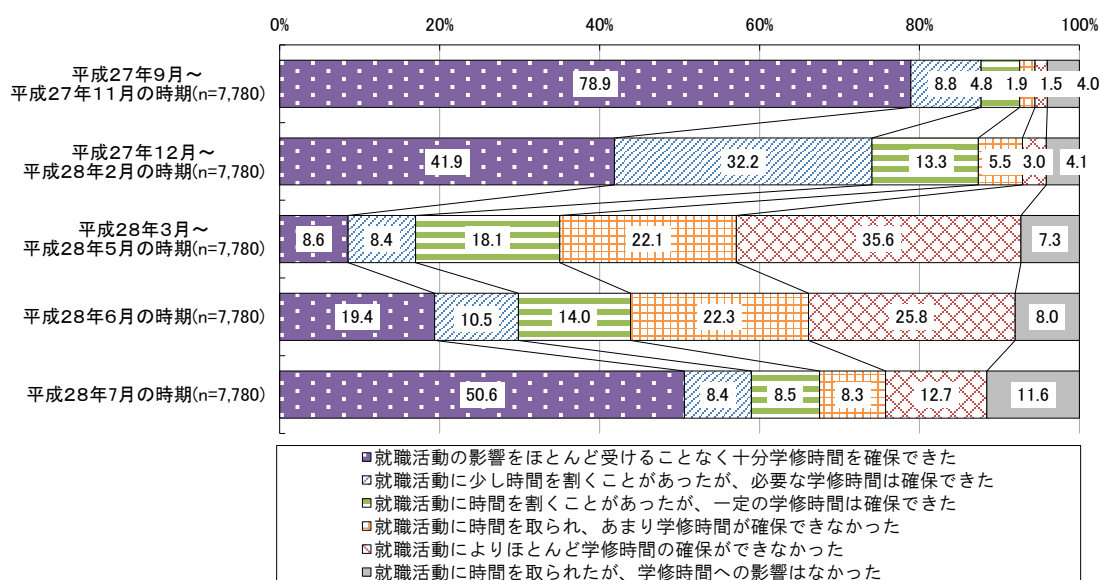 0% 20% 40% 60% 80% 100%
平成27年9月～
平成27年11月の時期(n=7,780)
78.9 8.8 4.8 1.9 1.5 4.0
平成27年12月～
平成28年2月の時期(n=7,780)
41.9 32.2 13.3 5.5 3.0 4.1
平成28年3月～
平成28年5月の時期(n=7,780)
8.6 8.4 18.1 22.1 35.6 7.3
平成28年6月の時期(n=7,780)
19.4 10.5 14.0 22.3 25.8 8.0
平成28年7月の時期(n=7,780)
50.6 8.4 8.5 8.3 12.7 11.6
就職活動の影響をほとんど受けることなく十分学修時間を確保できた
就職活動に少し時間を割くことがあったが、必要な学修時間は確保できた
就職活動に時間を割くことがあったが、一定の学修時間は確保できた
就職活動に時間を取られ、あまり学修時間が確保できなかった
就職活動によりほとんど学修時間の確保ができなかった
就職活動に時間を取られたが、学修時間への影響はなかった